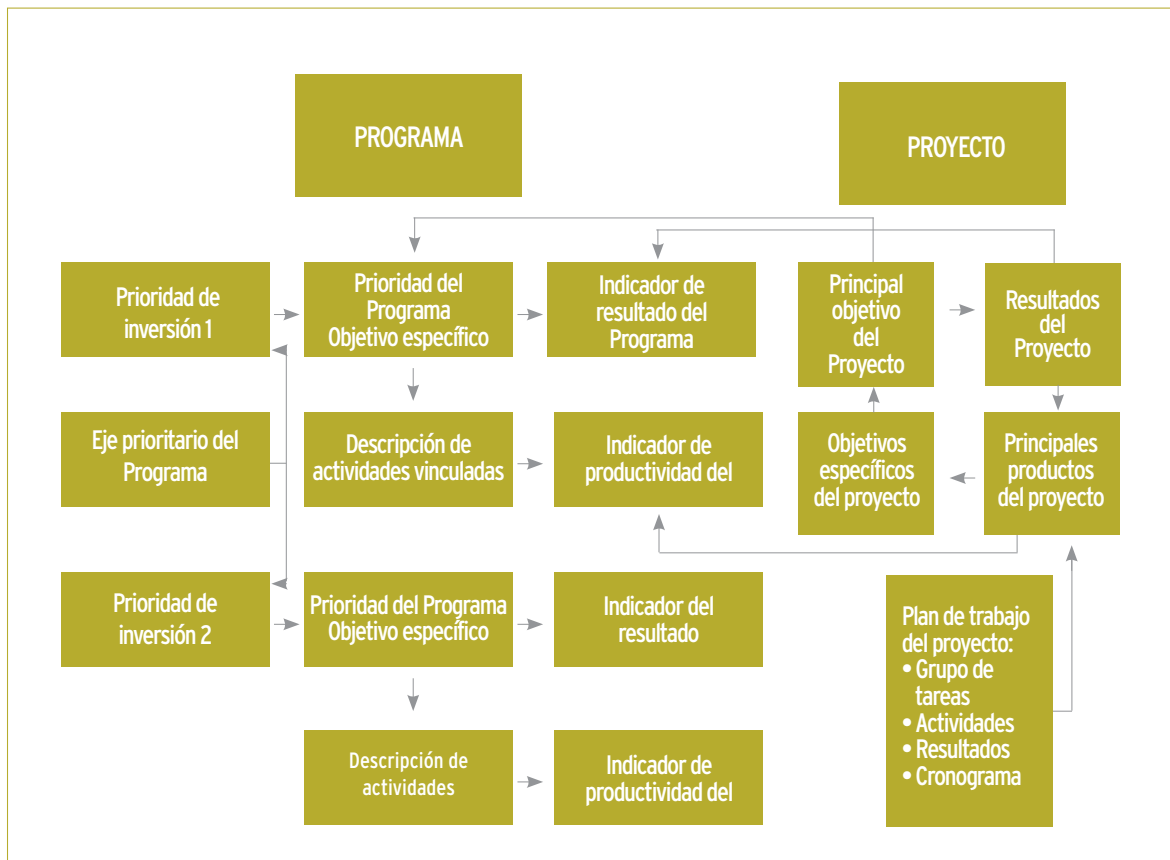 PROGRAMA
PROYECTO
Prioridad de
inversión 1
Prioridad del
Programa
Objetivo específico
Indicador de
resultado del
Programa
Principal
objetivo
del
Proyecto
Resultados
del
Proyecto
Eje prioritario del
Programa
Descripción de
actividades vinculadas
Indicador de
productividad del
Objetivos
específicos
del proyecto
Principales
productos
del proyecto
Prioridad de
inversión 2
Prioridad del Programa
Objetivo específico
Indicador del
resultado
Plan de trabajo
del proyecto:
• Grupo de
tareas
• Actividades
• Resultados
• Cronograma
Descripción de
actividades
Indicador de
productividad del